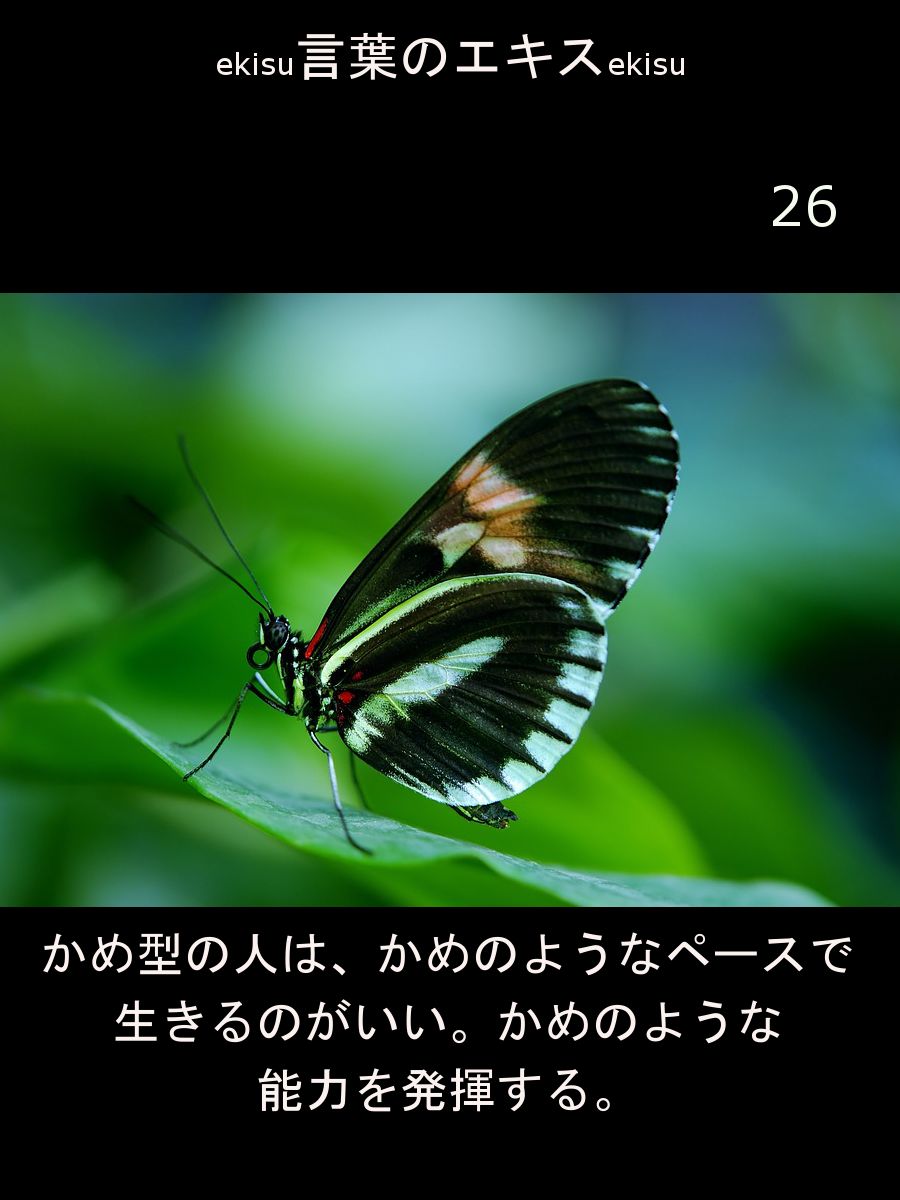 ekisu言葉のエキスekisu
26
かめ型の人は、かめのようなペースで
生きるのがいい。かめのような
能力を発揮する。